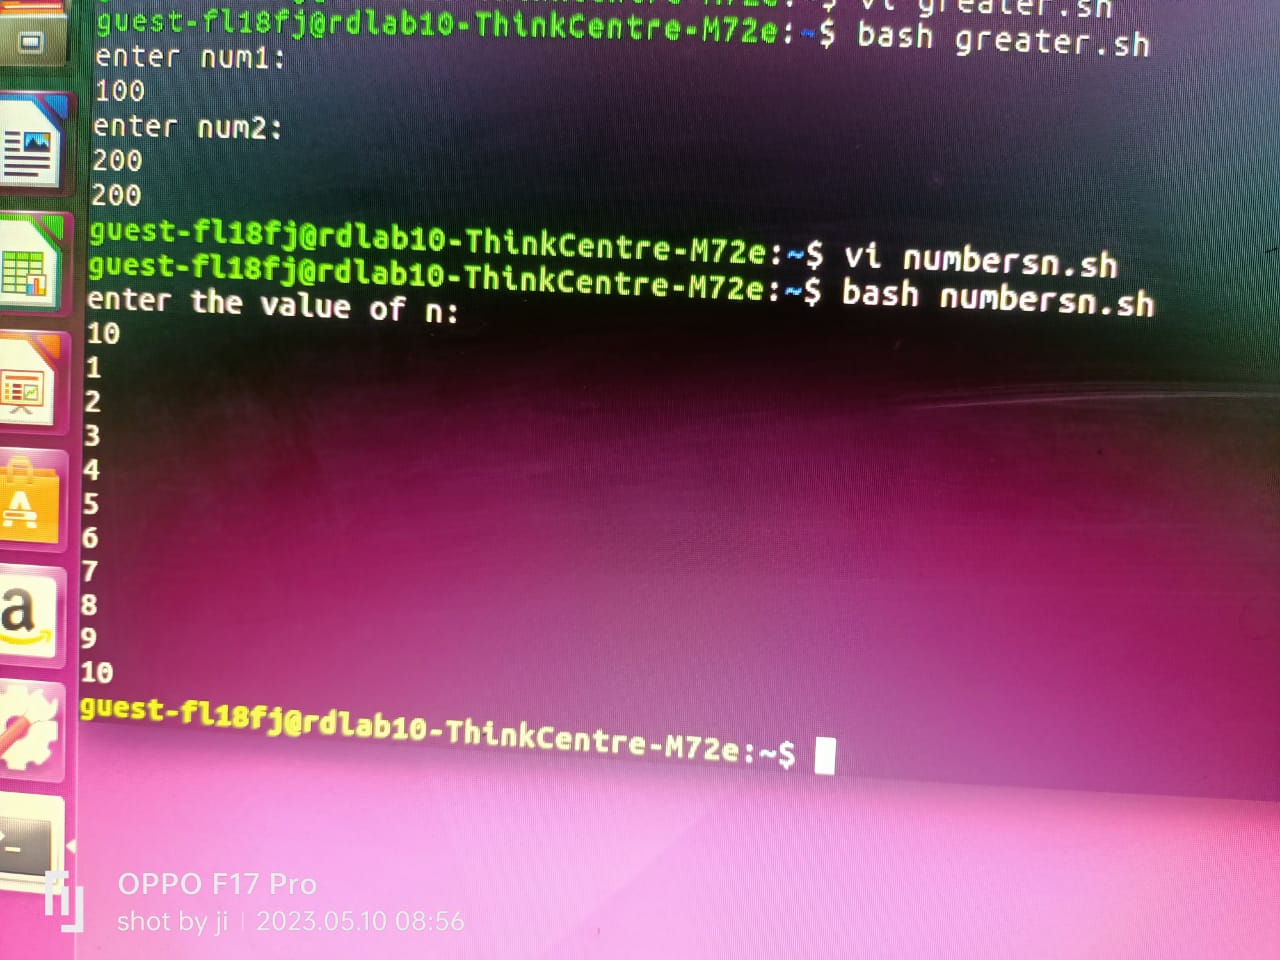 vi greater.sh
guest-fl18fj@rdlab10-ThinkCentre-M72e:~$ bash greater.sh
enter num1:
100
enter num2:
200
200
guest-fl18fj@rdlab10-ThinkCentre-M72e:~$ vi numbersn.sh
guest-fl18fj@rdlab10-ThinkCentre-M72e:~$ bash numbersn.sh
enter the value of n:
10
1
2
3
4
5
6
7
8
9
10
guest-fl18fj@rdlab10-ThinkCentre-M72e:~$
OPPO F17 Pro
shot by ji | 2023.05.10 08:56